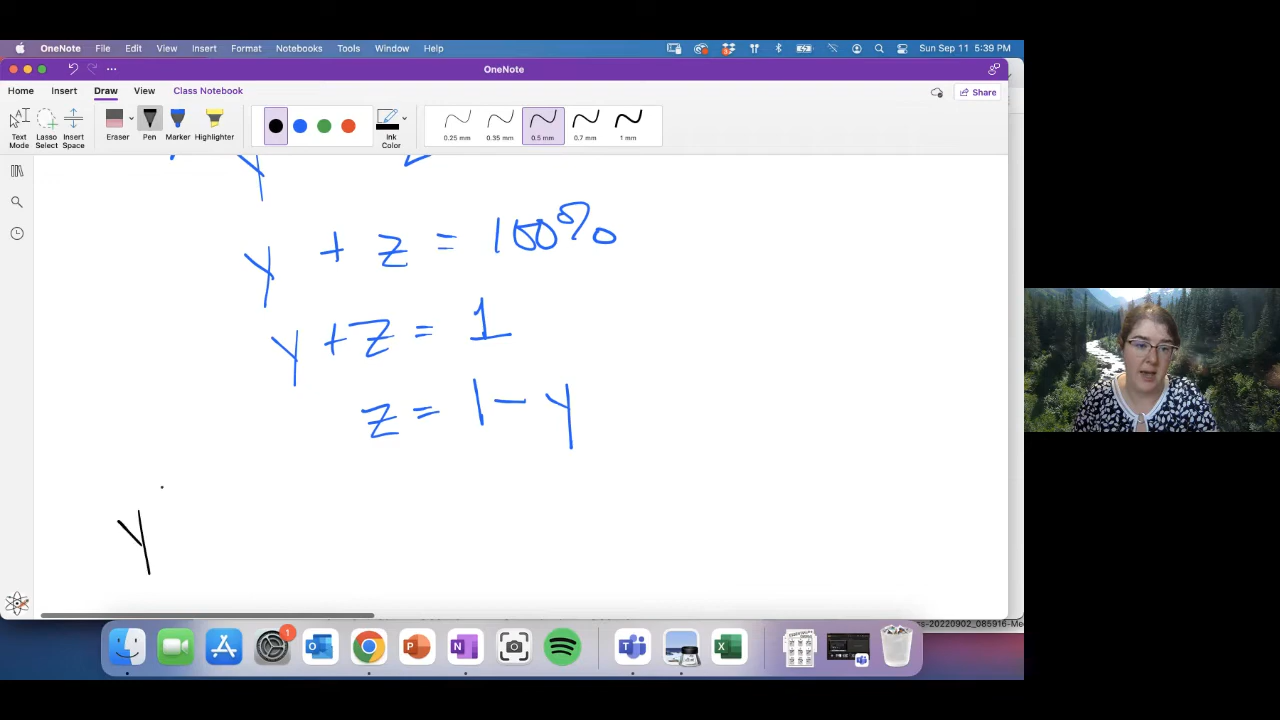 OneNote File Edit View Insert Format Notebooks Tools Window Help Sun Sep 11 5:39 PM
OneNote
Home Insert Draw View Class Notebook Share
Text Mode Lasso Select Insert Space Eraser Pen Marker Highlighter Ink Color 0.25 mm 0.35 mm 0.5 mm 0.7 mm 1 mm
y
y + z = 100%
y + z = 1
z = 1 - y
y
1